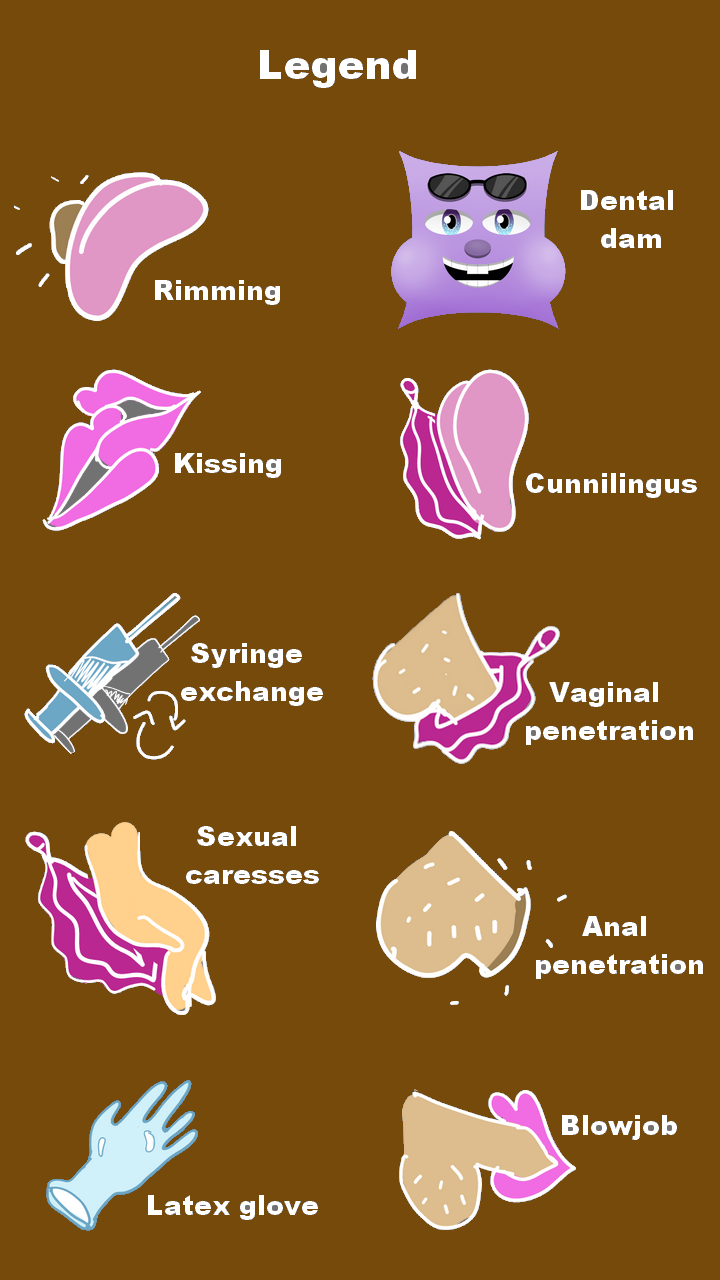 Legend
Rimming
Dental
dam
Kissing
Cunnilingus
Syringe
exchange
Vaginal
penetration
Sexual
caresses
Anal
penetration
Latex glove
Blowjob